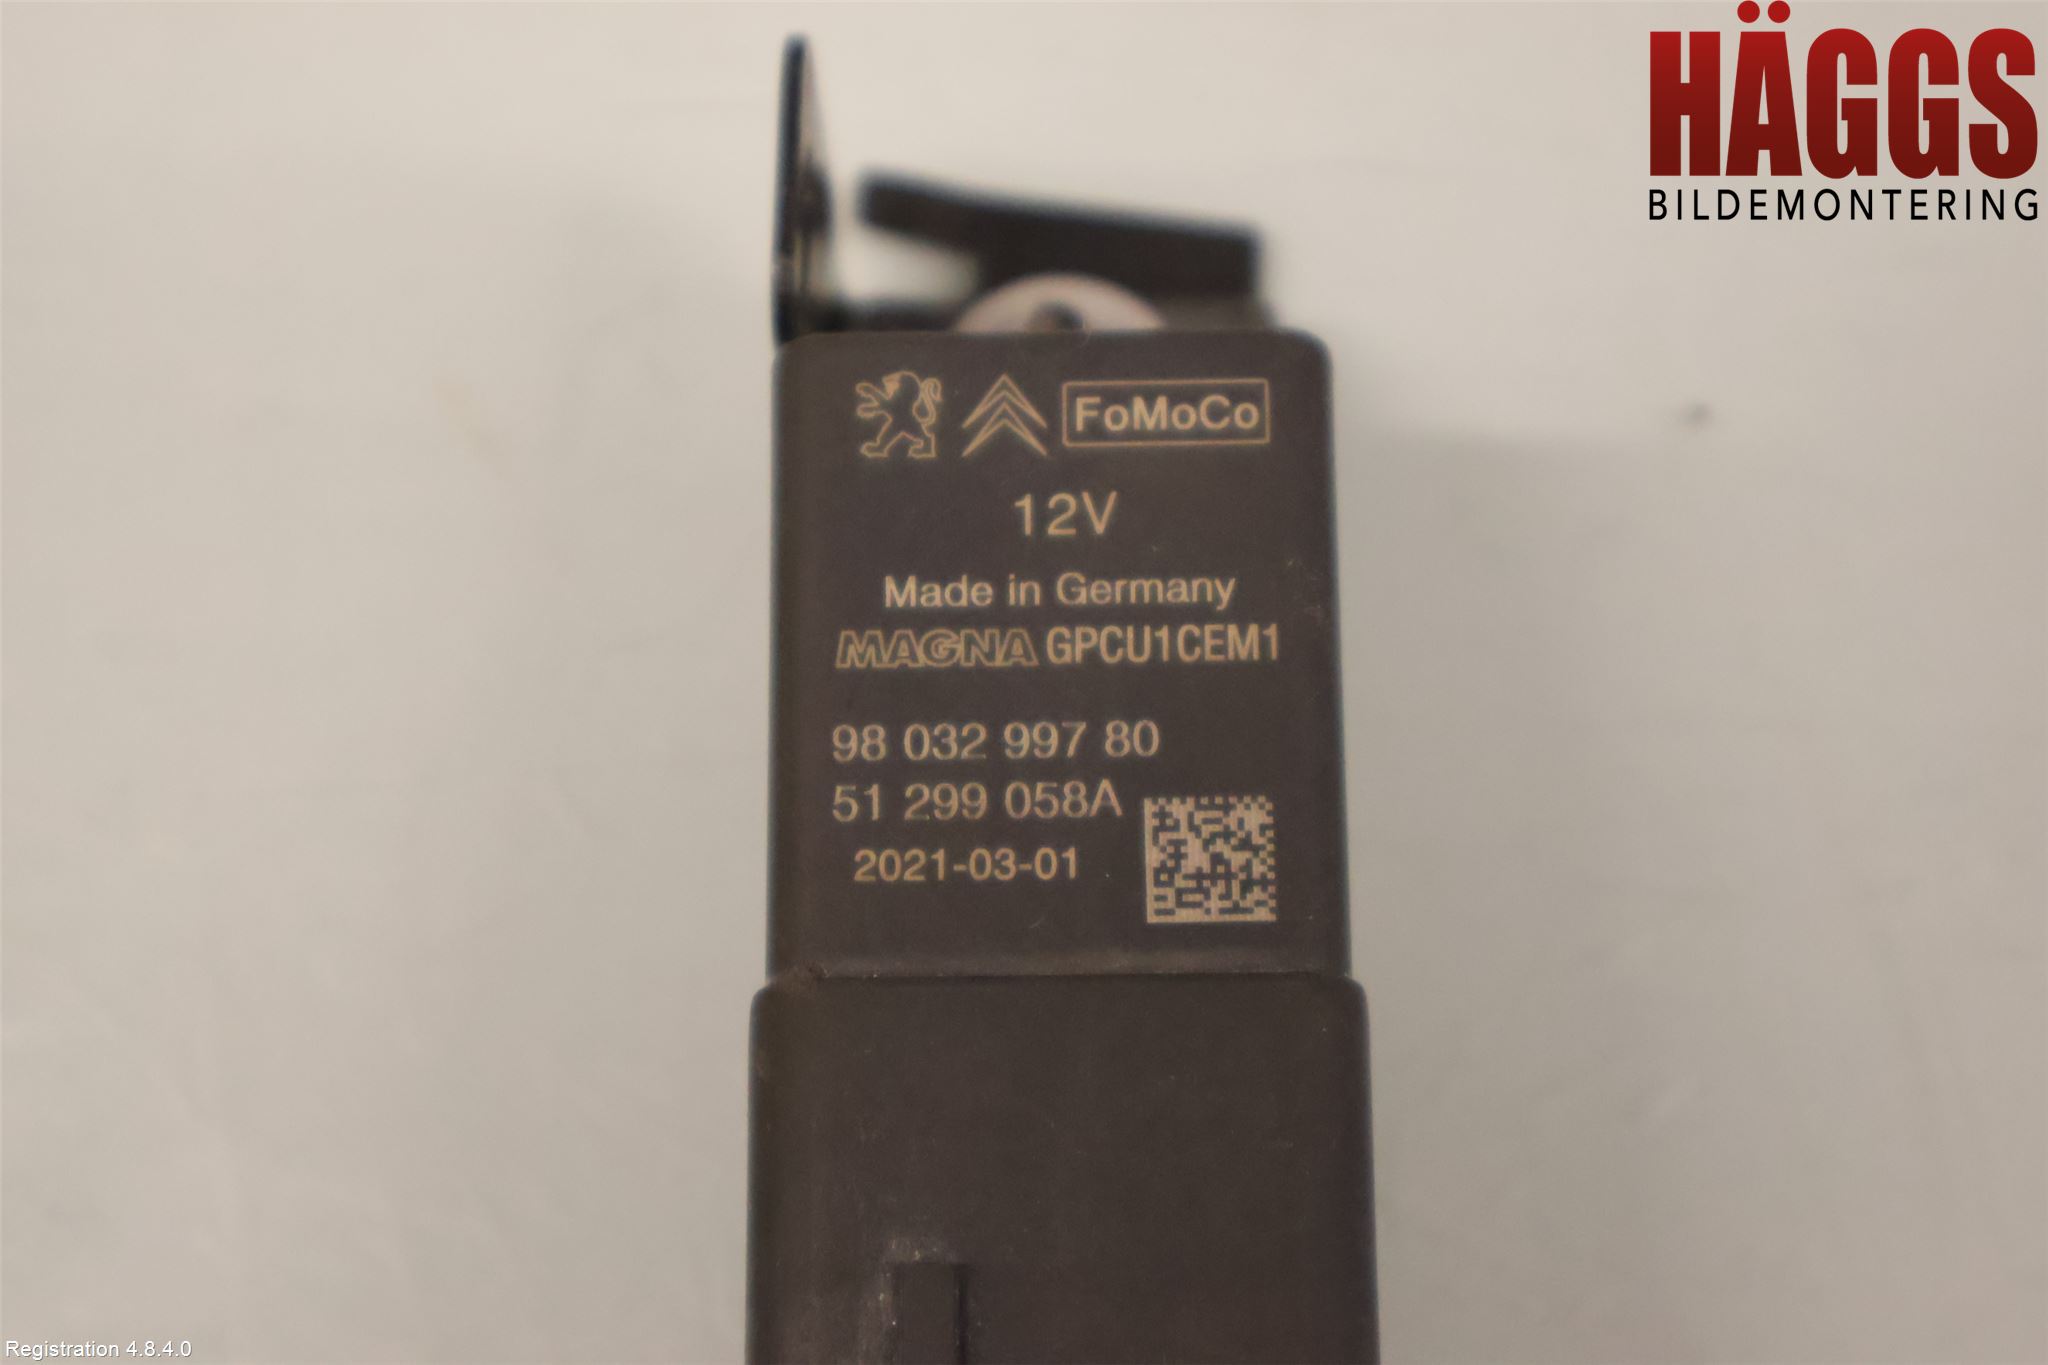 HÄGGS
BILDEMONTERING
FoMoCo
12V
Made in Germany
MAGNA GPCU1CEM1
98 032 997 80
51 299 058A
2021-03-01
Registration 4.8.4.0